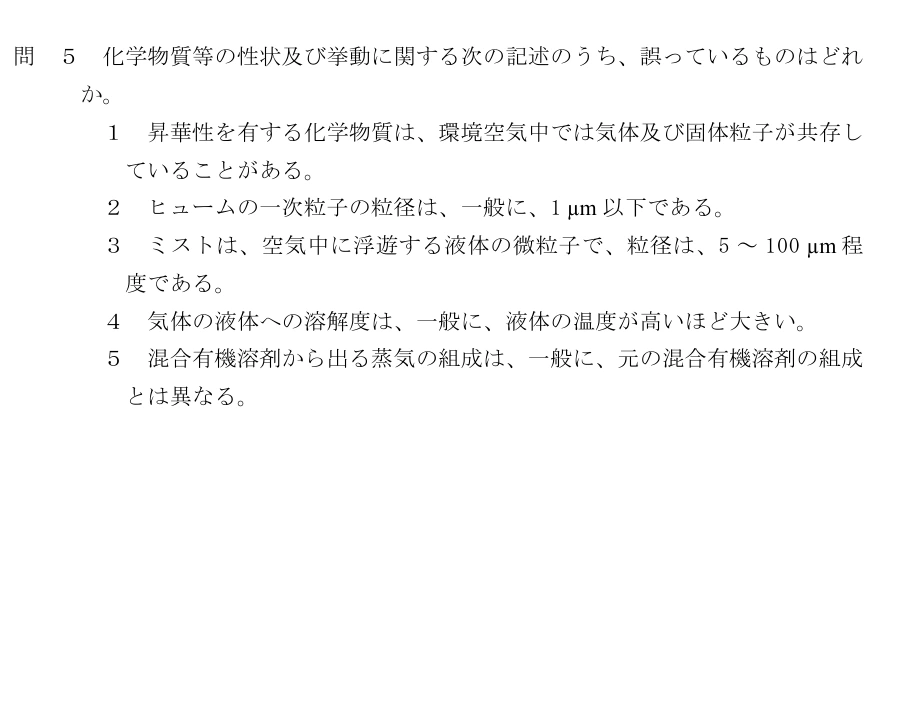 問　５　化学物質等の性状及び挙動に関する次の記述のうち、誤っているものはどれ
か。
１　昇華性を有する化学物質は、環境空気中では気体及び固体粒子が共存し
ていることがある。
２　ヒュームの一次粒子の粒径は、一般に、1 μm 以下である。
３　ミストは、空気中に浮遊する液体の微粒子で、粒径は、5 ～ 100 μm 程
度である。
４　気体の液体への溶解度は、一般に、液体の温度が高いほど大きい。
５　混合有機溶剤から出る蒸気の組成は、一般に、元の混合有機溶剤の組成
とは異なる。